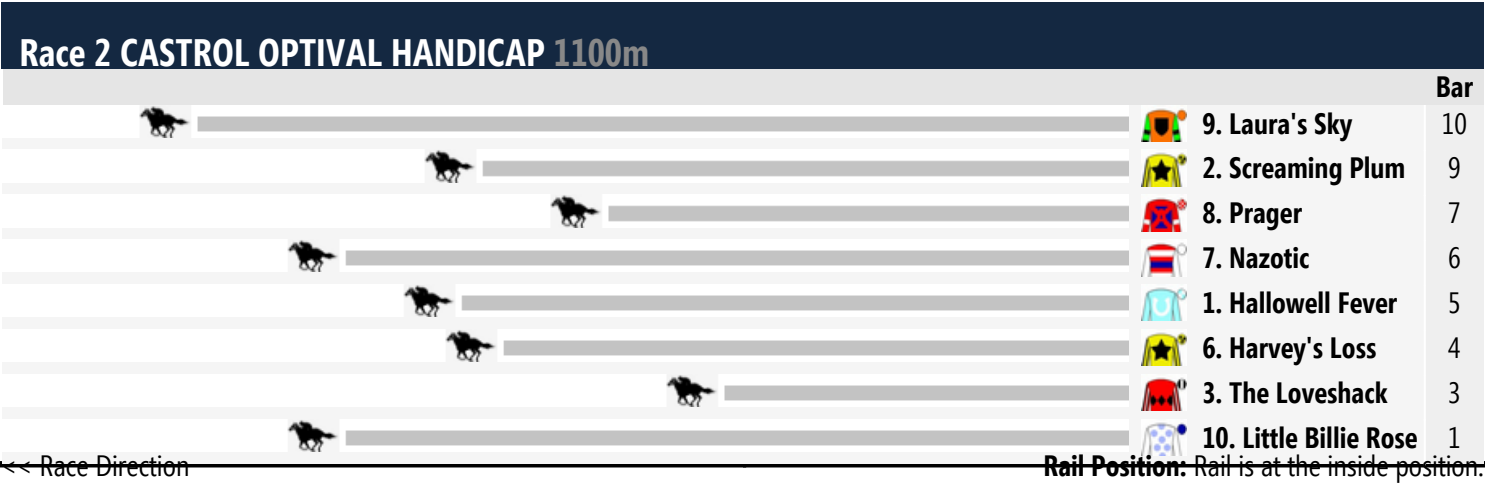 Race 2 CASTROL OPTIVAL HANDICAP 1100m
Bar
9. Laura's Sky 10
2. Screaming Plum 9
8. Prager 7
7. Nazotic 6
1. Hallowell Fever 5
6. Harvey's Loss 4
3. The Loveshack 3
10. Little Billie Rose 1
<< Race Direction Rail Position: Rail is at the inside position.